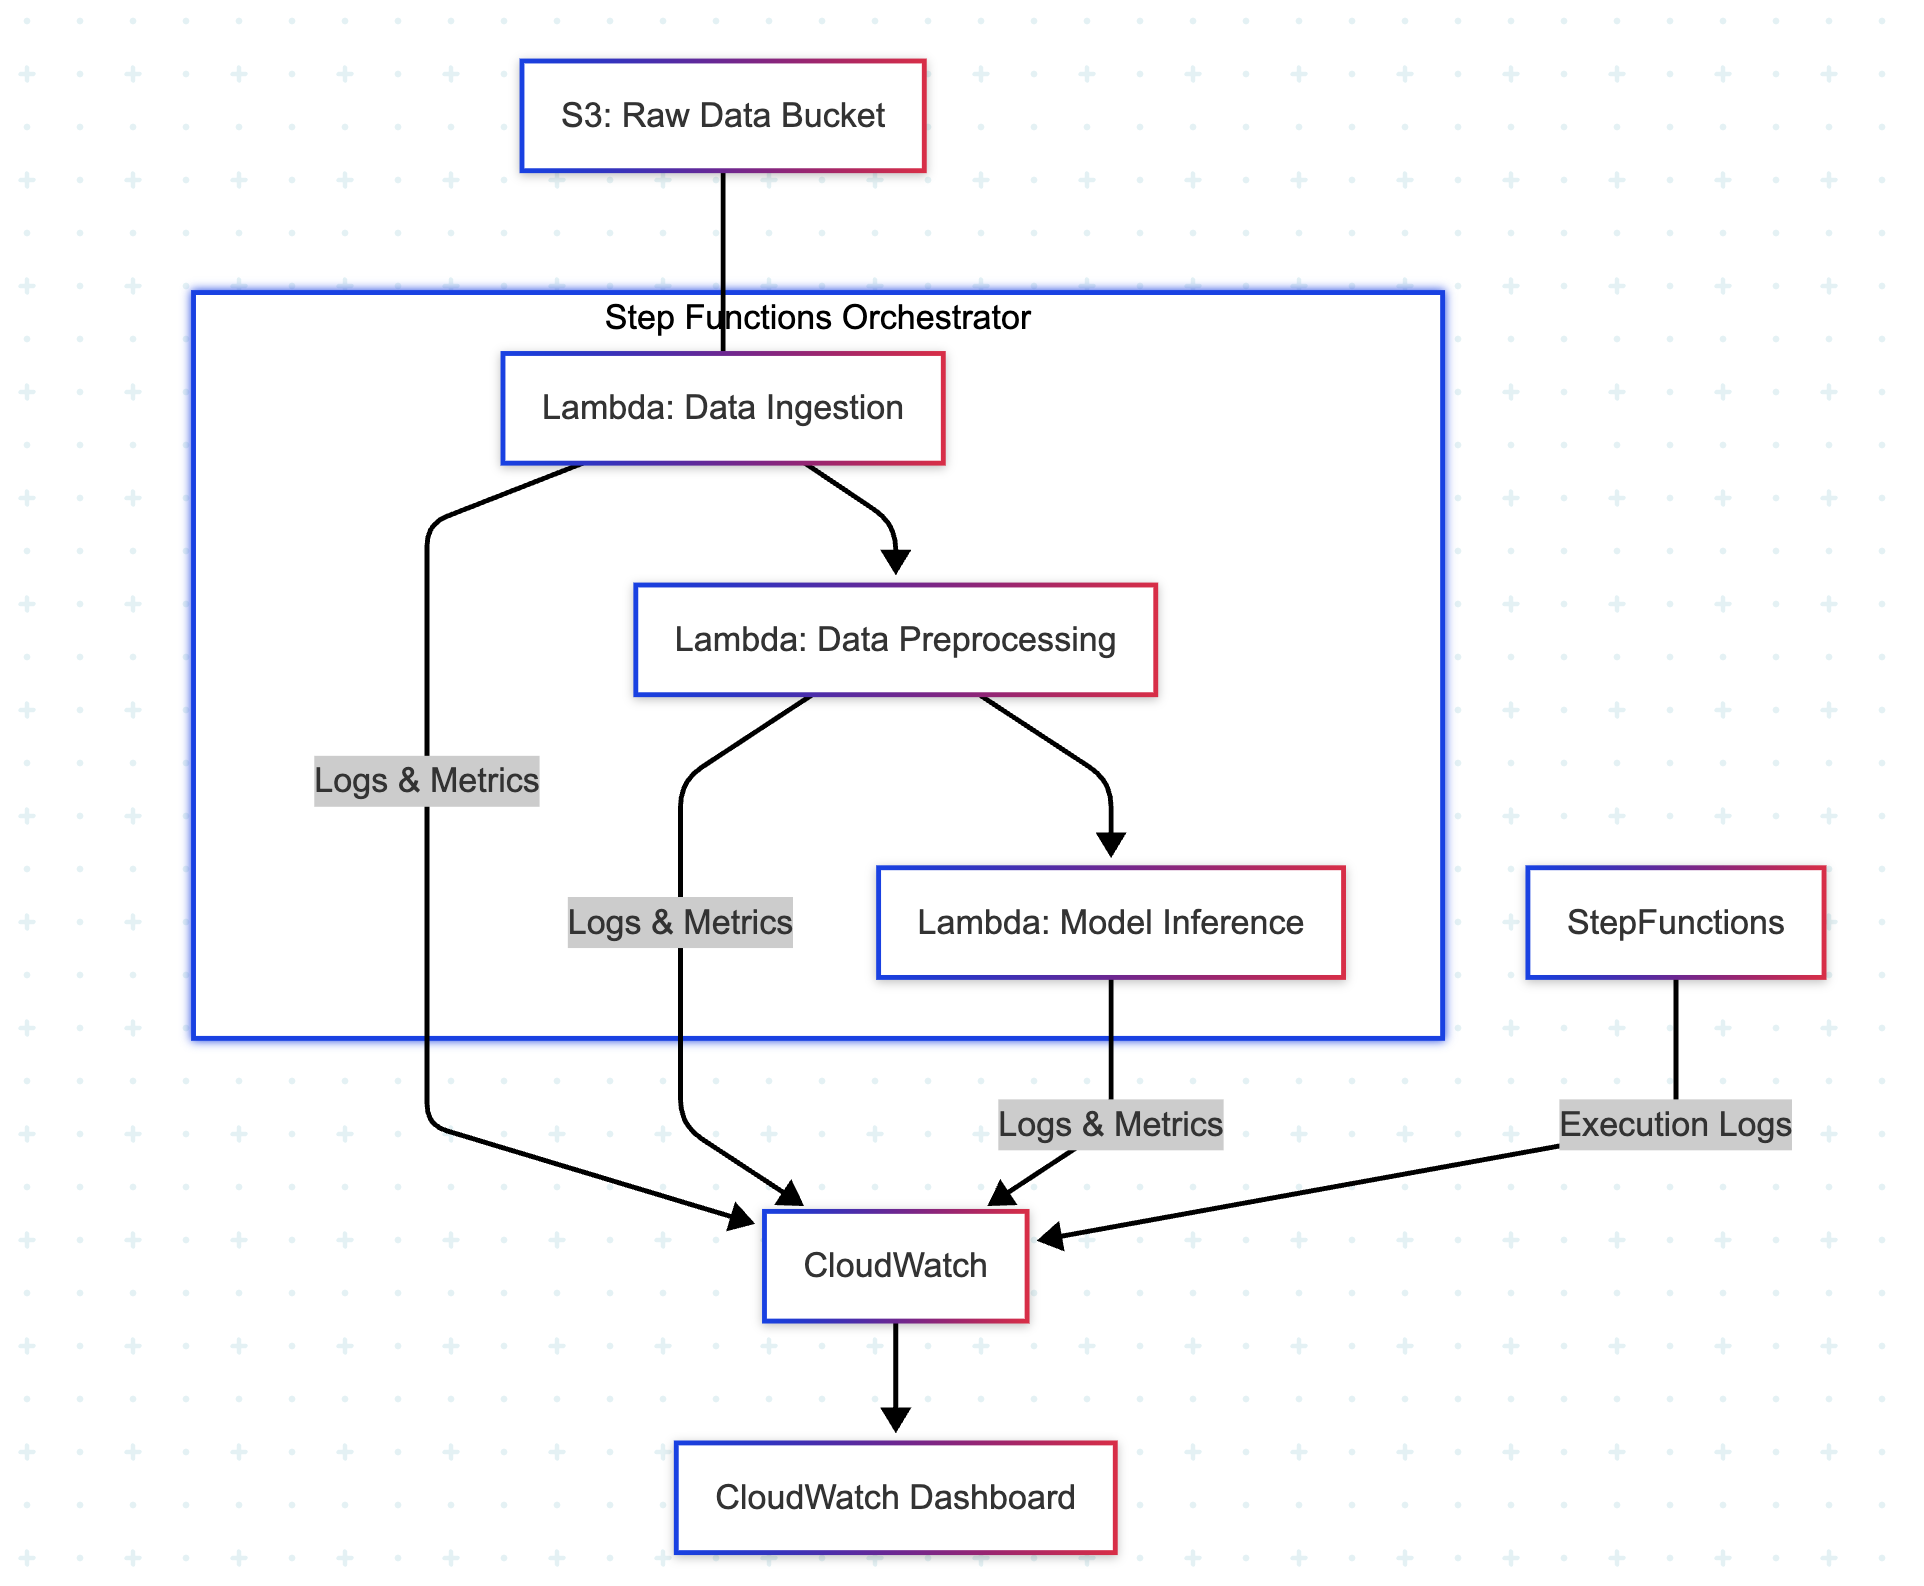 S3: Raw Data Bucket
Step Functions Orchestrator
Lambda: Data Ingestion
Lambda: Data Preprocessing
Logs & Metrics
Logs & Metrics
Lambda: Model Inference
StepFunctions
Logs & Metrics
Execution Logs
CloudWatch
CloudWatch Dashboard